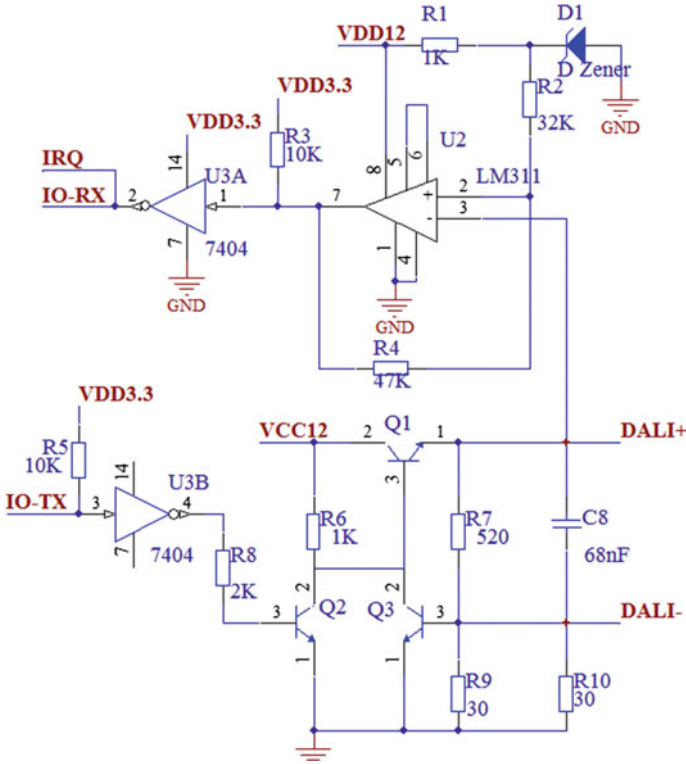 R1
D1
VDD12
1K
D Zener
R2
32K
GND
VDD3.3
VDD3.3
R3
10K
U2
8
5
6
IRQ
14
U3A
LM311
+
2
-
3
IO-RX
2
1
7
7
7404
1
4
GND
GND
R4
47K
VDD3.3
Q1
VCC12
2
1
DALI+
R5
10K
14
U3B
3
IO-TX
3
4
R6
1K
R7
520
C8
68nF
7
7404
R8
2K
2
2
3
Q2
Q3
3
DALI-
1
1
R9
30
R10
30